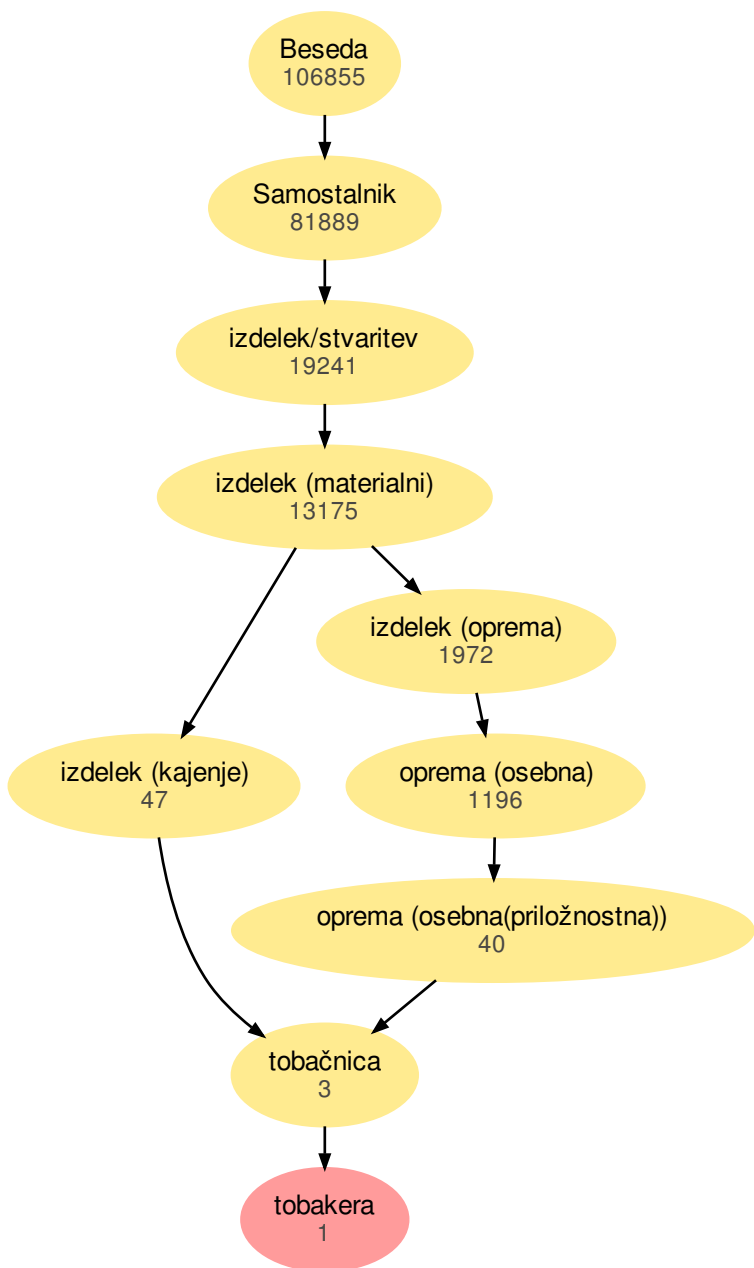 Beseda
106855
Samostalnik
81889
izdelek/stvaritev
19241
izdelek (materialni)
13175
izdelek (oprema)
1972
izdelek (kajenje)
47
oprema (osebna)
1196
oprema (osebna(priložnostna))
40
tobačnica
3
tobakera
1